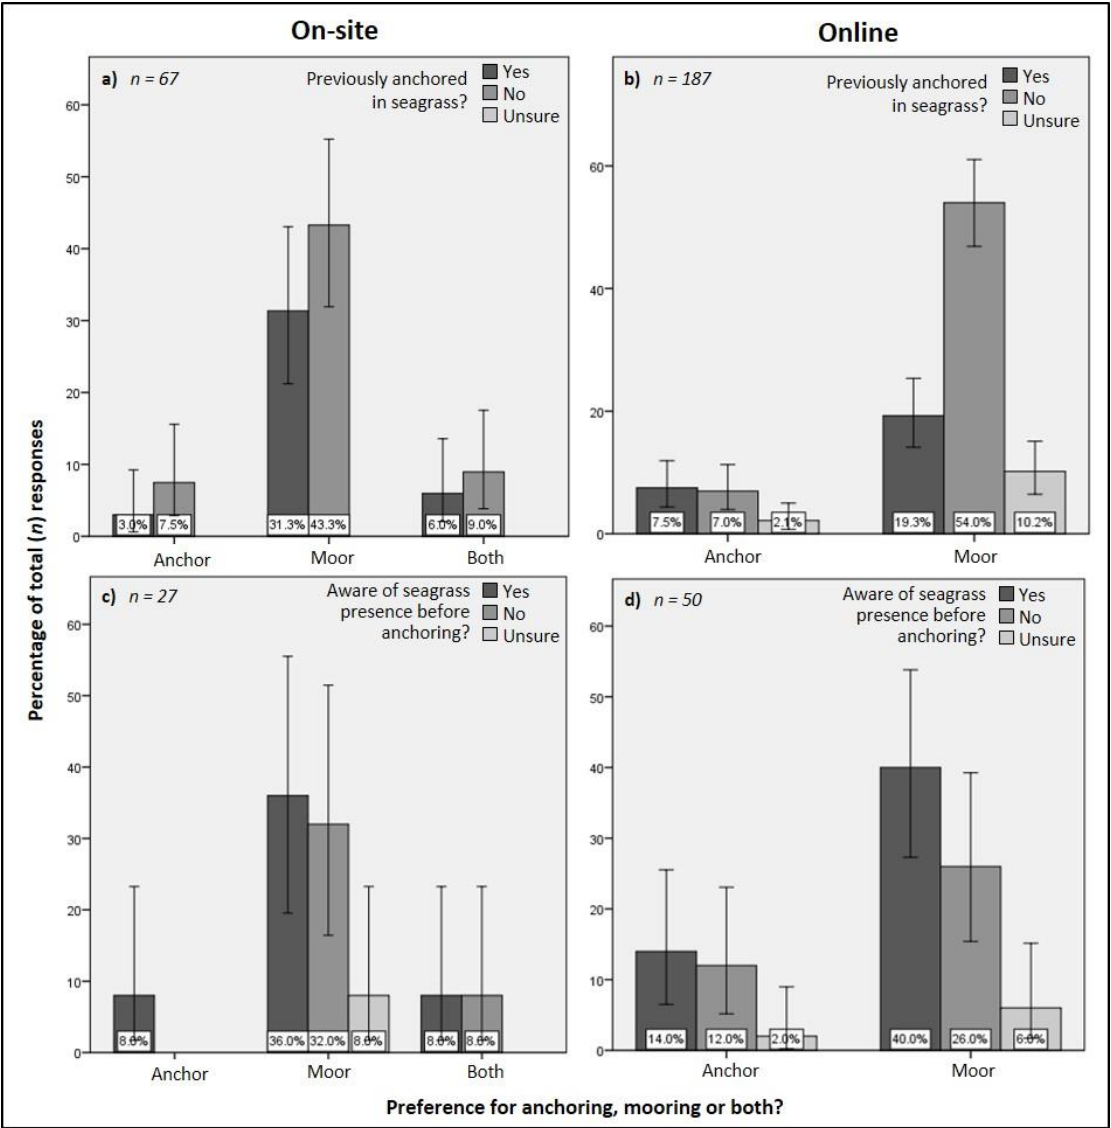 On-site
Online
a) n = 67
Previously anchored
in seagrass?
Yes
No
Unsure
60
50
40
30
20
10
0
3.0% 7.5% 31.3% 43.3% 6.0% 9.0%
Anchor Moor Both
b) n = 187
Previously anchored
in seagrass?
Yes
No
Unsure
60
40
20
0
7.5% 7.0% 2.1% 19.3% 54.0% 10.2%
Anchor Moor
c) n = 27
Aware of seagrass
presence before
anchoring?
Yes
No
Unsure
60
50
40
30
20
10
0
8.0% 36.0% 32.0% 8.0% 8.0% 8.0%
Anchor Moor Both
d) n = 50
Aware of seagrass
presence before
anchoring?
Yes
No
Unsure
60
50
40
30
20
10
0
14.0% 12.0% 2.0% 40.0% 26.0% 6.0%
Anchor Moor
Percentage of total (n) responses
Preference for anchoring, mooring or both?